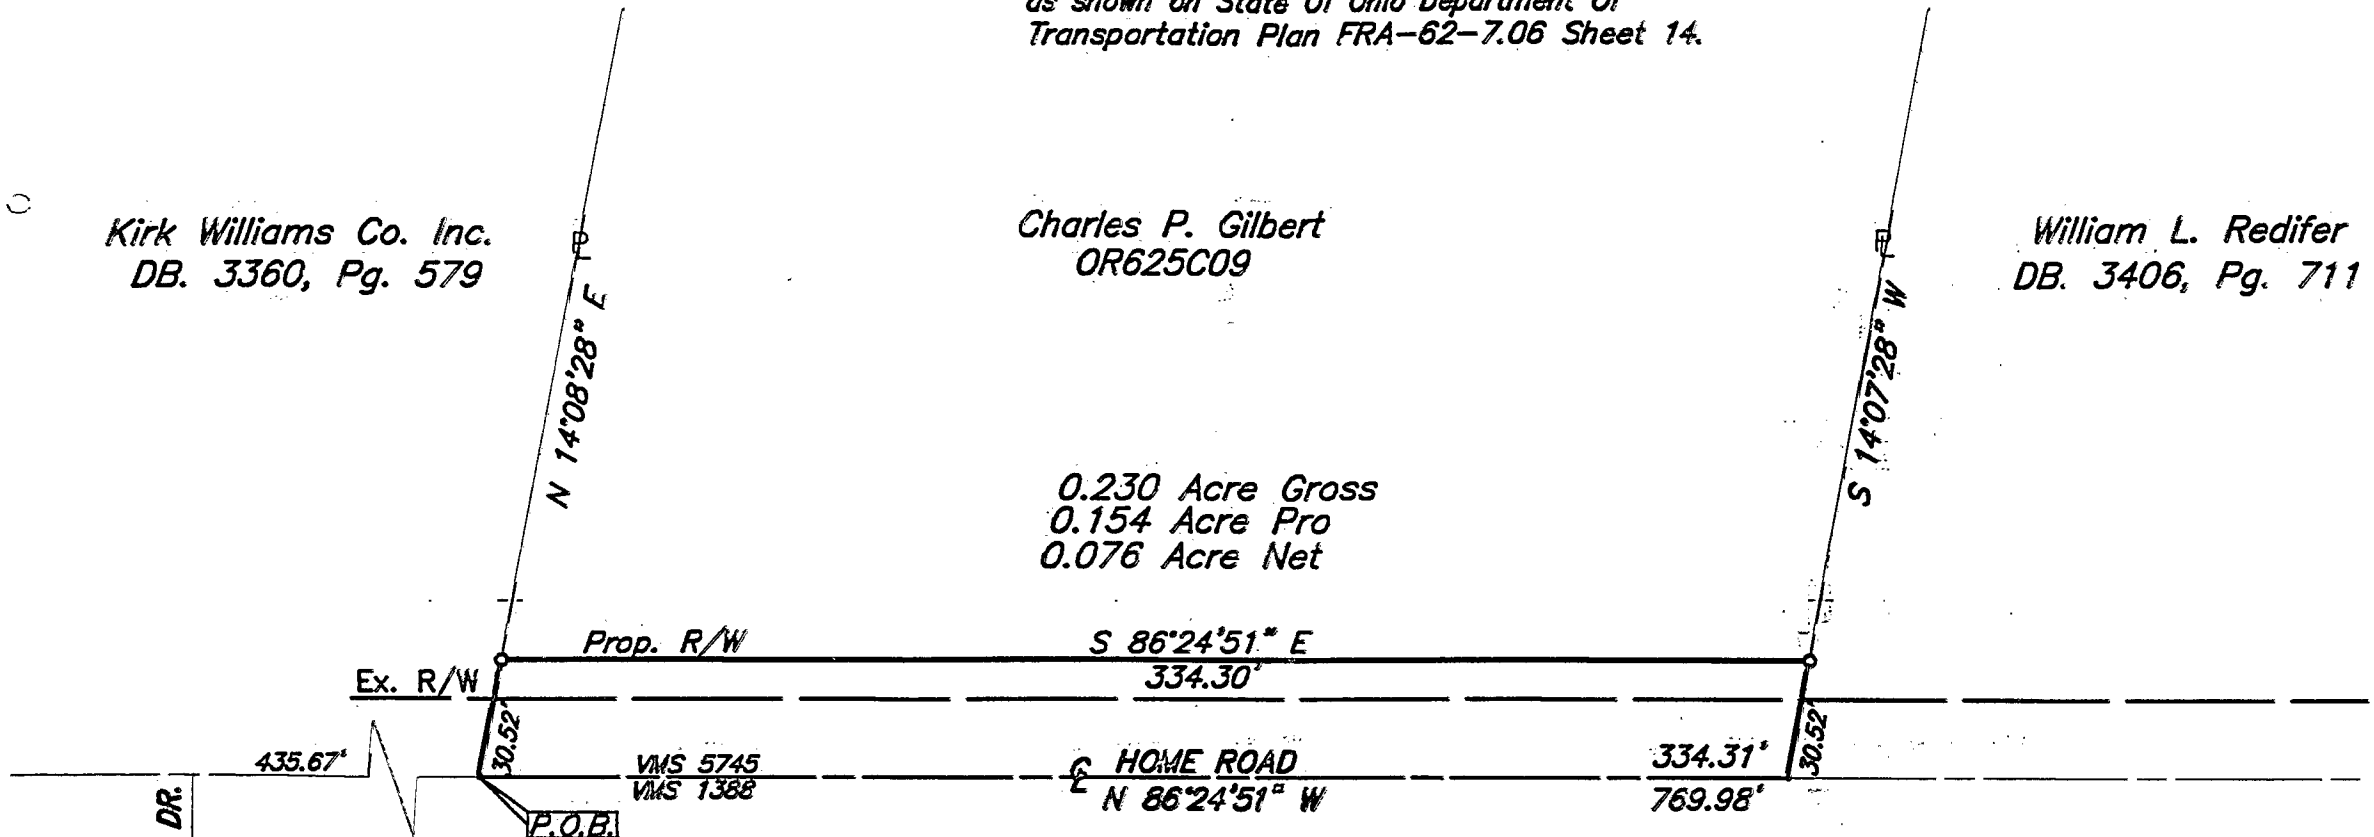 as shown on State Of Ohio Department Of
Transportation Plan FRA-62-7.06 Sheet 14.
Kirk Williams Co. Inc.
DB. 3360, Pg. 579
PL
N 14°08'28" E
Charles P. Gilbert
OR625C09
PL
S 14°07'28" W
William L. Redifer
DB. 3406, Pg. 711
0.230 Acre Gross
0.154 Acre Pro
0.076 Acre Net
Prop. R/W
S 86°24'51" E
334.30'
Ex. R/W
30.52'
30.52'
435.67'
VMS 5745
VMS 1388
CL HOME ROAD
N 86°24'51" W
334.31'
769.98'
DR.
P.O.B.